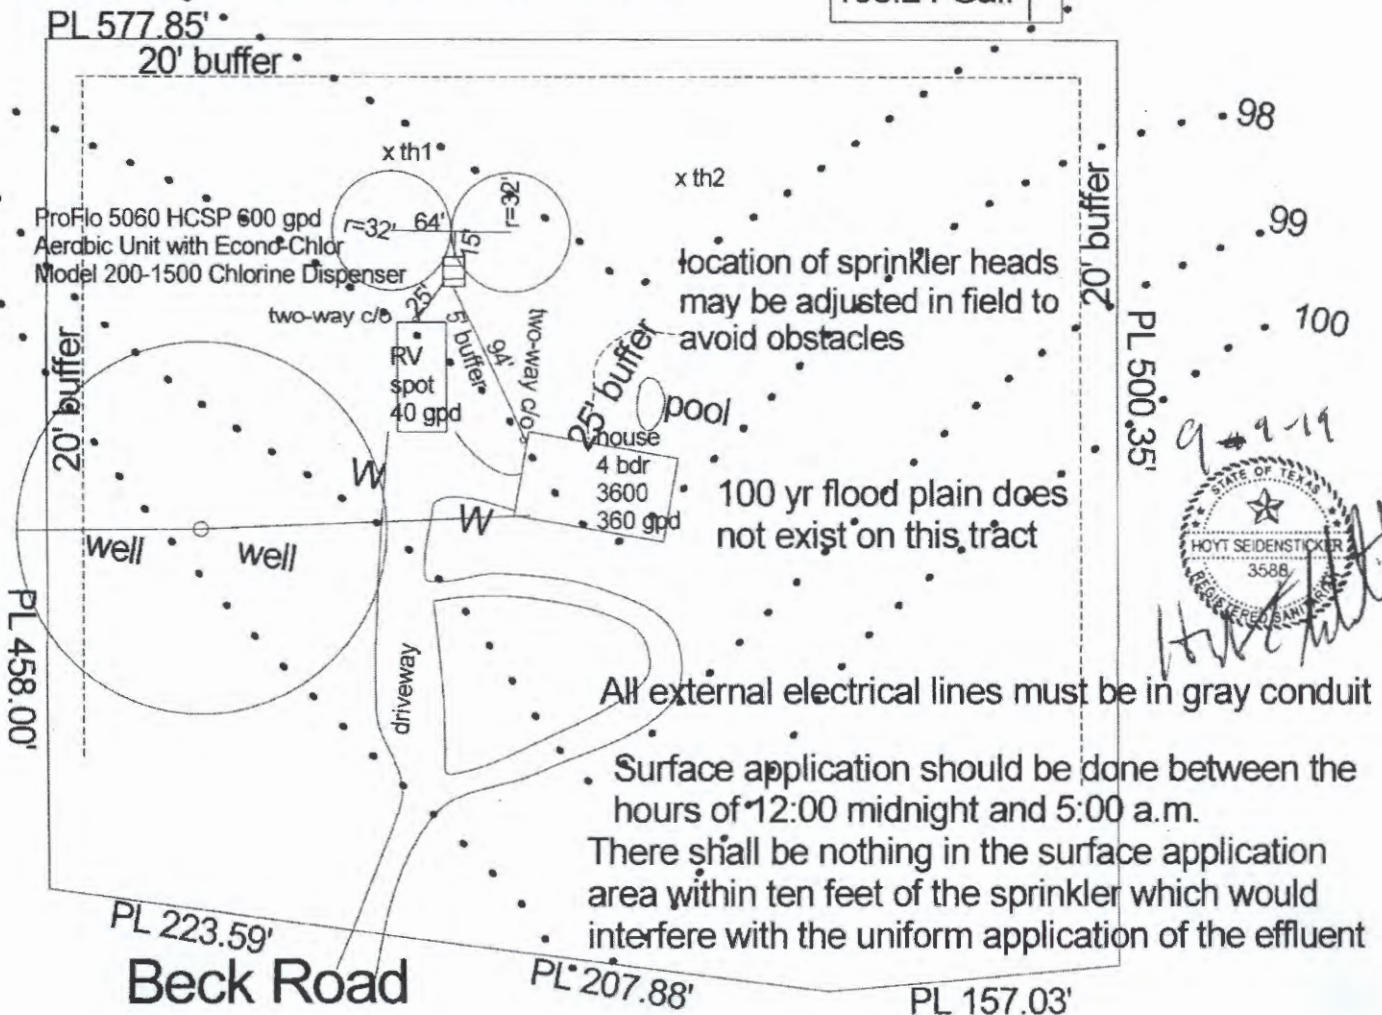 PL 577.85'
20' buffer
98
x th1
x th2
20' buffer
ProFlo 5060 HCSP 600 gpd
Aerobic Unit with Econo-Chlor
Model 200-1500 Chlorine Dispenser
r=32'
64'
r=32'
15'
99
location of sprinkler heads
may be adjusted in field to
avoid obstacles
two-way c/o
25'
5' buffer
94'
two-way c/o
100
20' buffer
RV
spot
40 gpd
25' buffer
pool
PL 500.35'
9-9-19
house
4 bdr
3600
360 gpd
W
W
100 yr flood plain does
not exist on this tract
STATE OF TEXAS
HOYT SEIDENSTICKER
3588
REGISTERED SANITARIAN
well
well
PL 458.00'
driveway
All external electrical lines must be in gray conduit
Surface application should be done between the
hours of 12:00 midnight and 5:00 a.m.
There shall be nothing in the surface application
area within ten feet of the sprinkler which would
interfere with the uniform application of the effluent
PL 223.59'
Beck Road
PL 207.88'
PL 157.03'